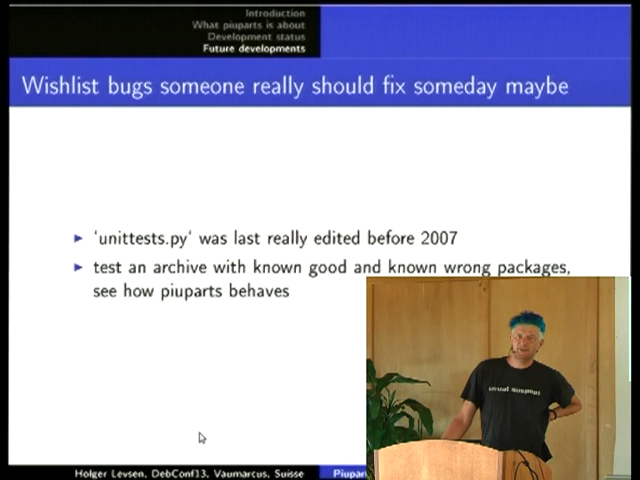 Introduction
What piuparts is about
Development status
Future developments
Wishlist bugs someone really should fix someday maybe
'unittests.py' was last really edited before 2007
test an archive with known good and known wrong packages,
see how piuparts behaves
usual suspect
Holger Levsen, DebConf13, Vaumarcus, Suisse
Piupar